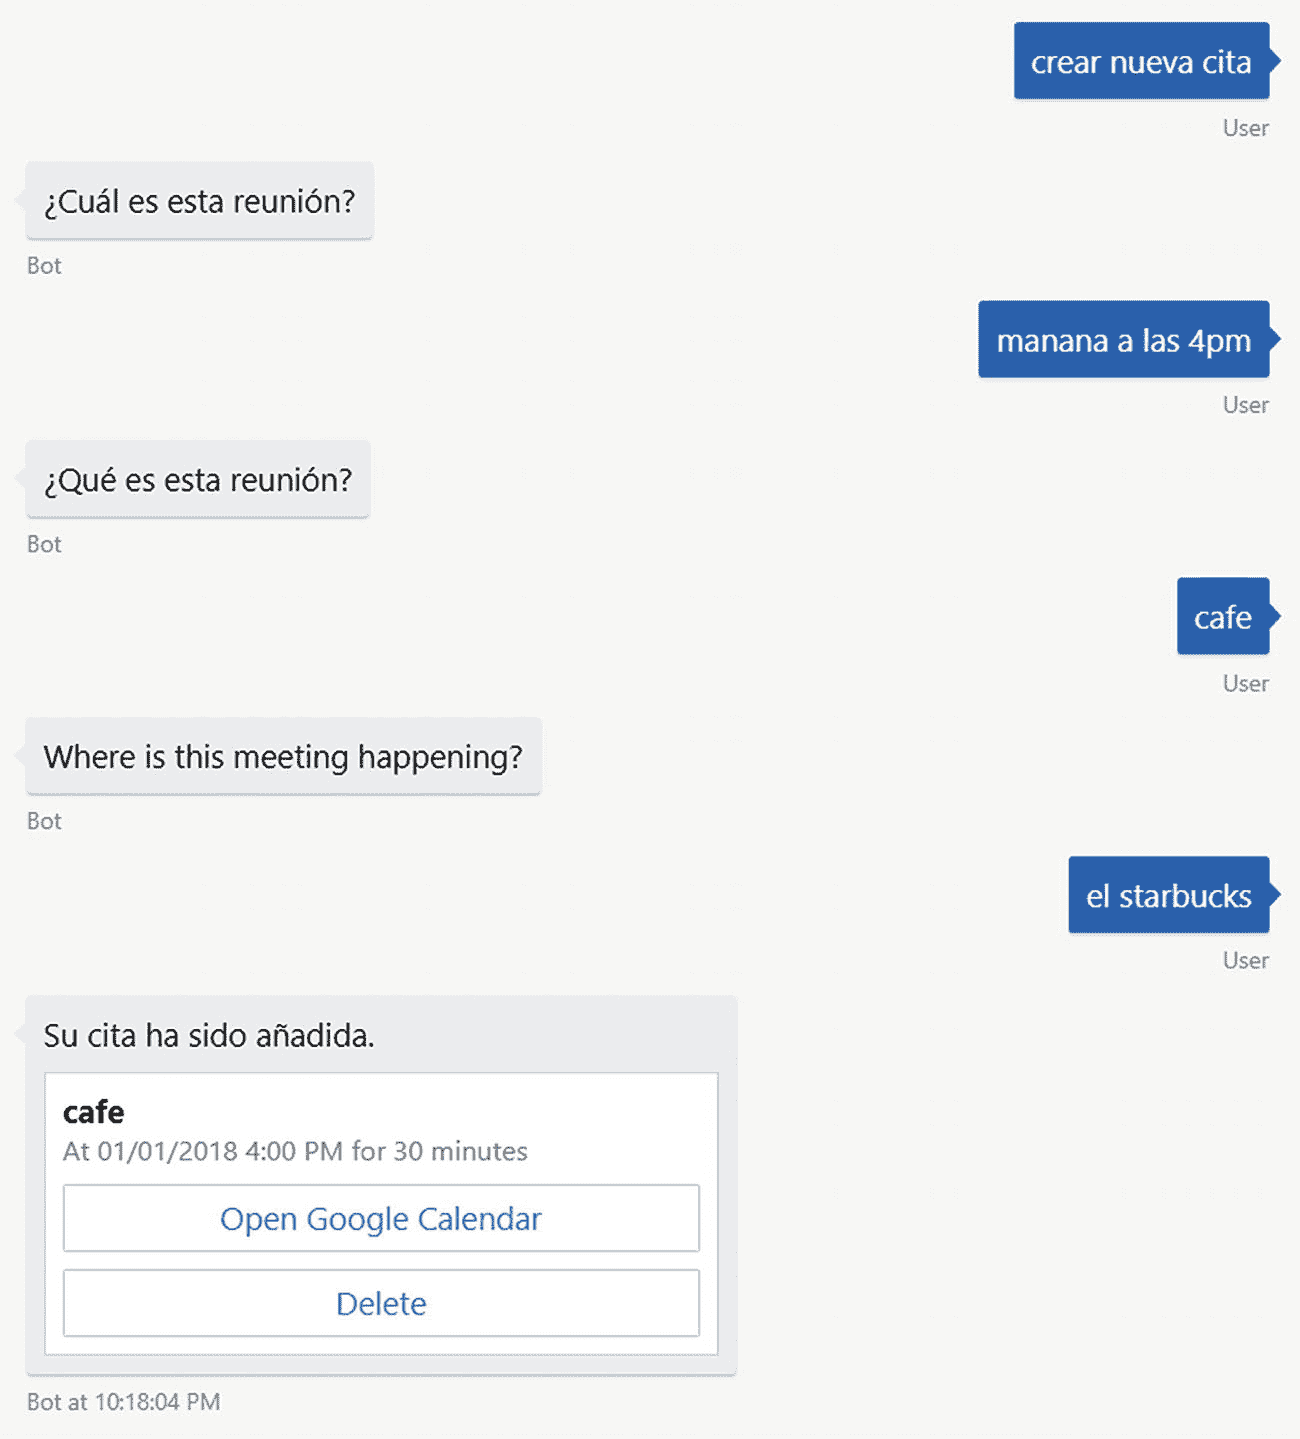 crear nueva cita
User
¿Cuál es esta reunión?
Bot
manana a las 4pm
User
¿Qué es esta reunión?
Bot
cafe
User
Where is this meeting happening?
Bot
el starbucks
User
Su cita ha sido añadida.
cafe
At 01/01/2018 4:00 PM for 30 minutes
Open Google Calendar
Delete
Bot at 10:18:04 PM